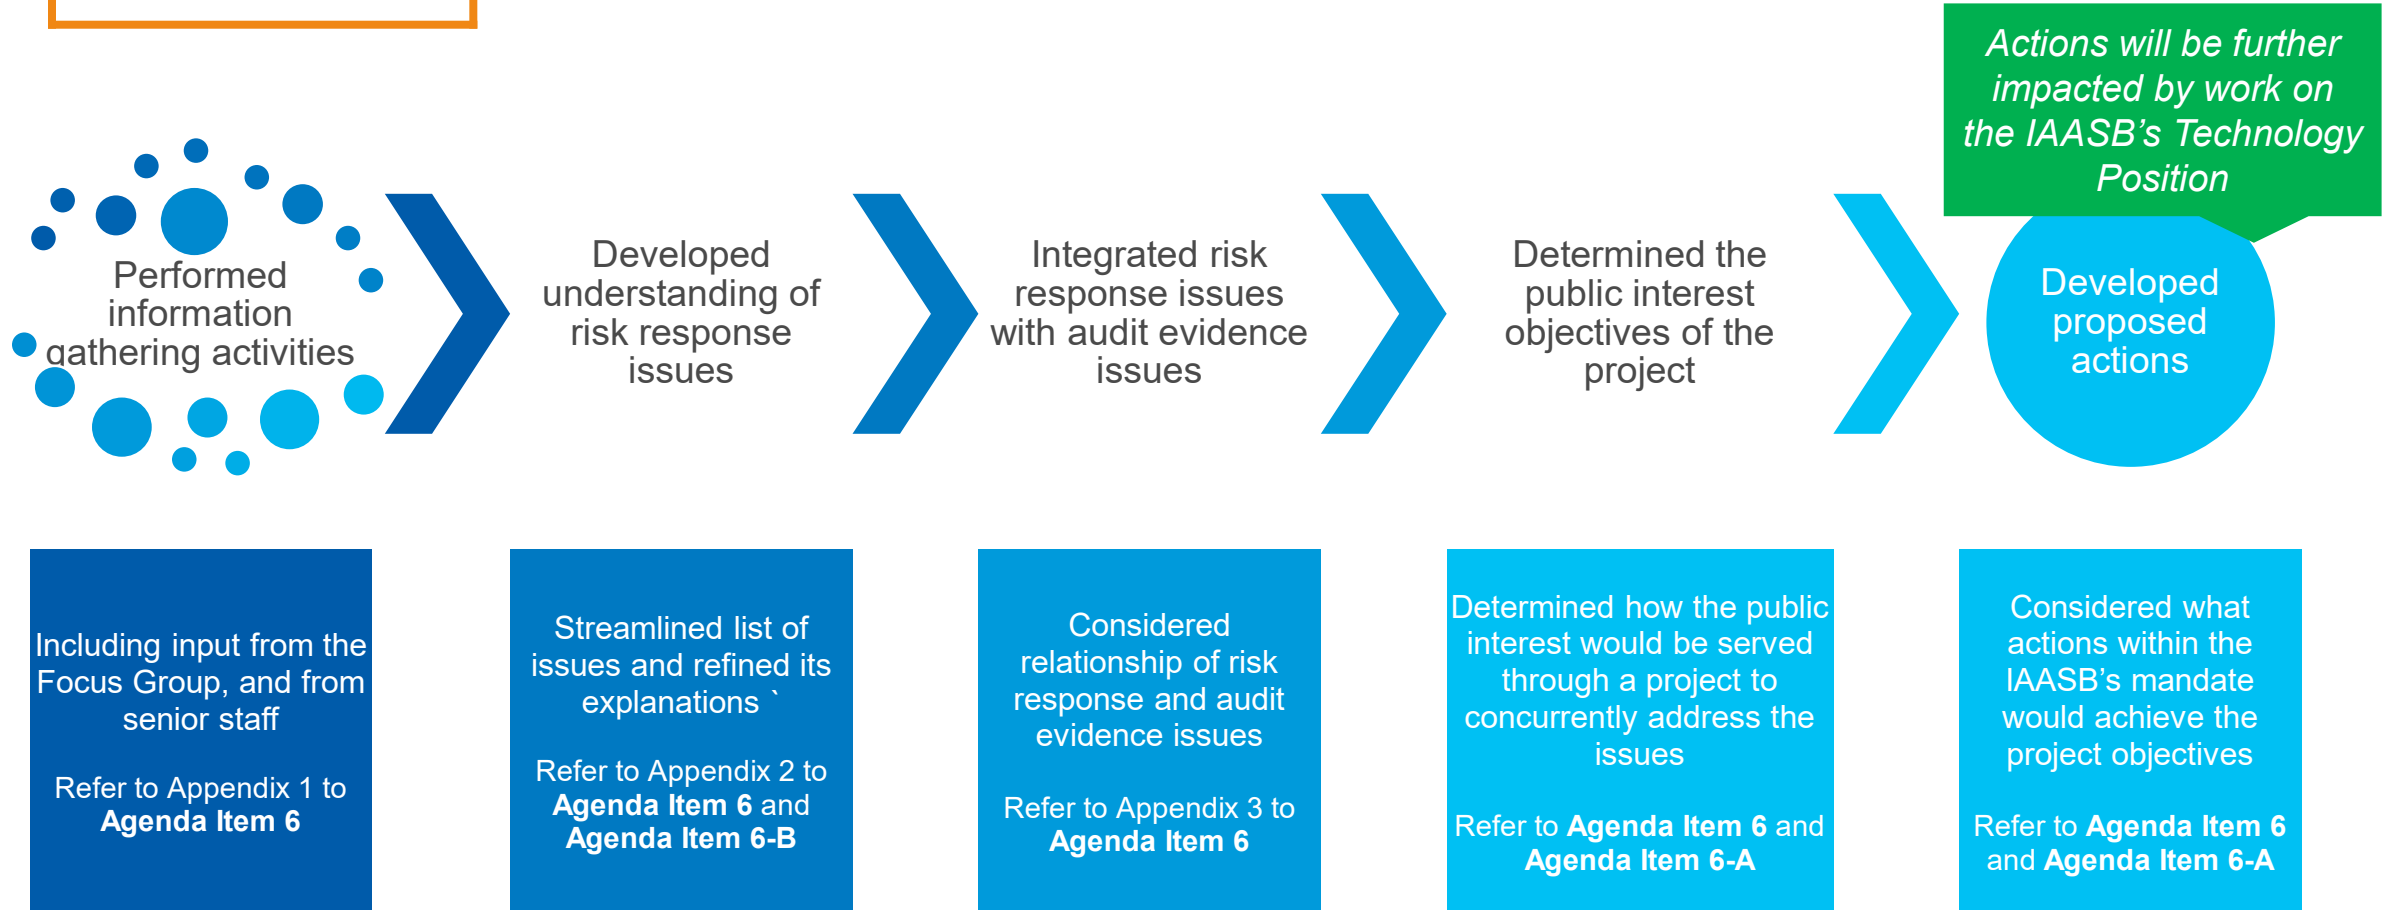 Actions will be further
impacted by work on
the IAASB’s Technology
Position
Performed
information
gathering activities
Developed
understanding of
risk response
issues
Integrated risk
response issues
with audit evidence
issues
Determined the
public interest
objectives of the
project
Developed
proposed
actions
Including input from the
Focus Group, and from
senior staff
Refer to Appendix 1 to
Agenda Item 6
Streamlined list of
issues and refined its
explanations `
Refer to Appendix 2 to
Agenda Item 6 and
Agenda Item 6-B
Considered
relationship of risk
response and audit
evidence issues
Refer to Appendix 3 to
Agenda Item 6
Determined how the public
interest would be served
through a project to
concurrently address the
issues
Refer to Agenda Item 6 and
Agenda Item 6-A
Considered what
actions within the
IAASB’s mandate
would achieve the
project objectives
Refer to Agenda Item 6
and Agenda Item 6-A